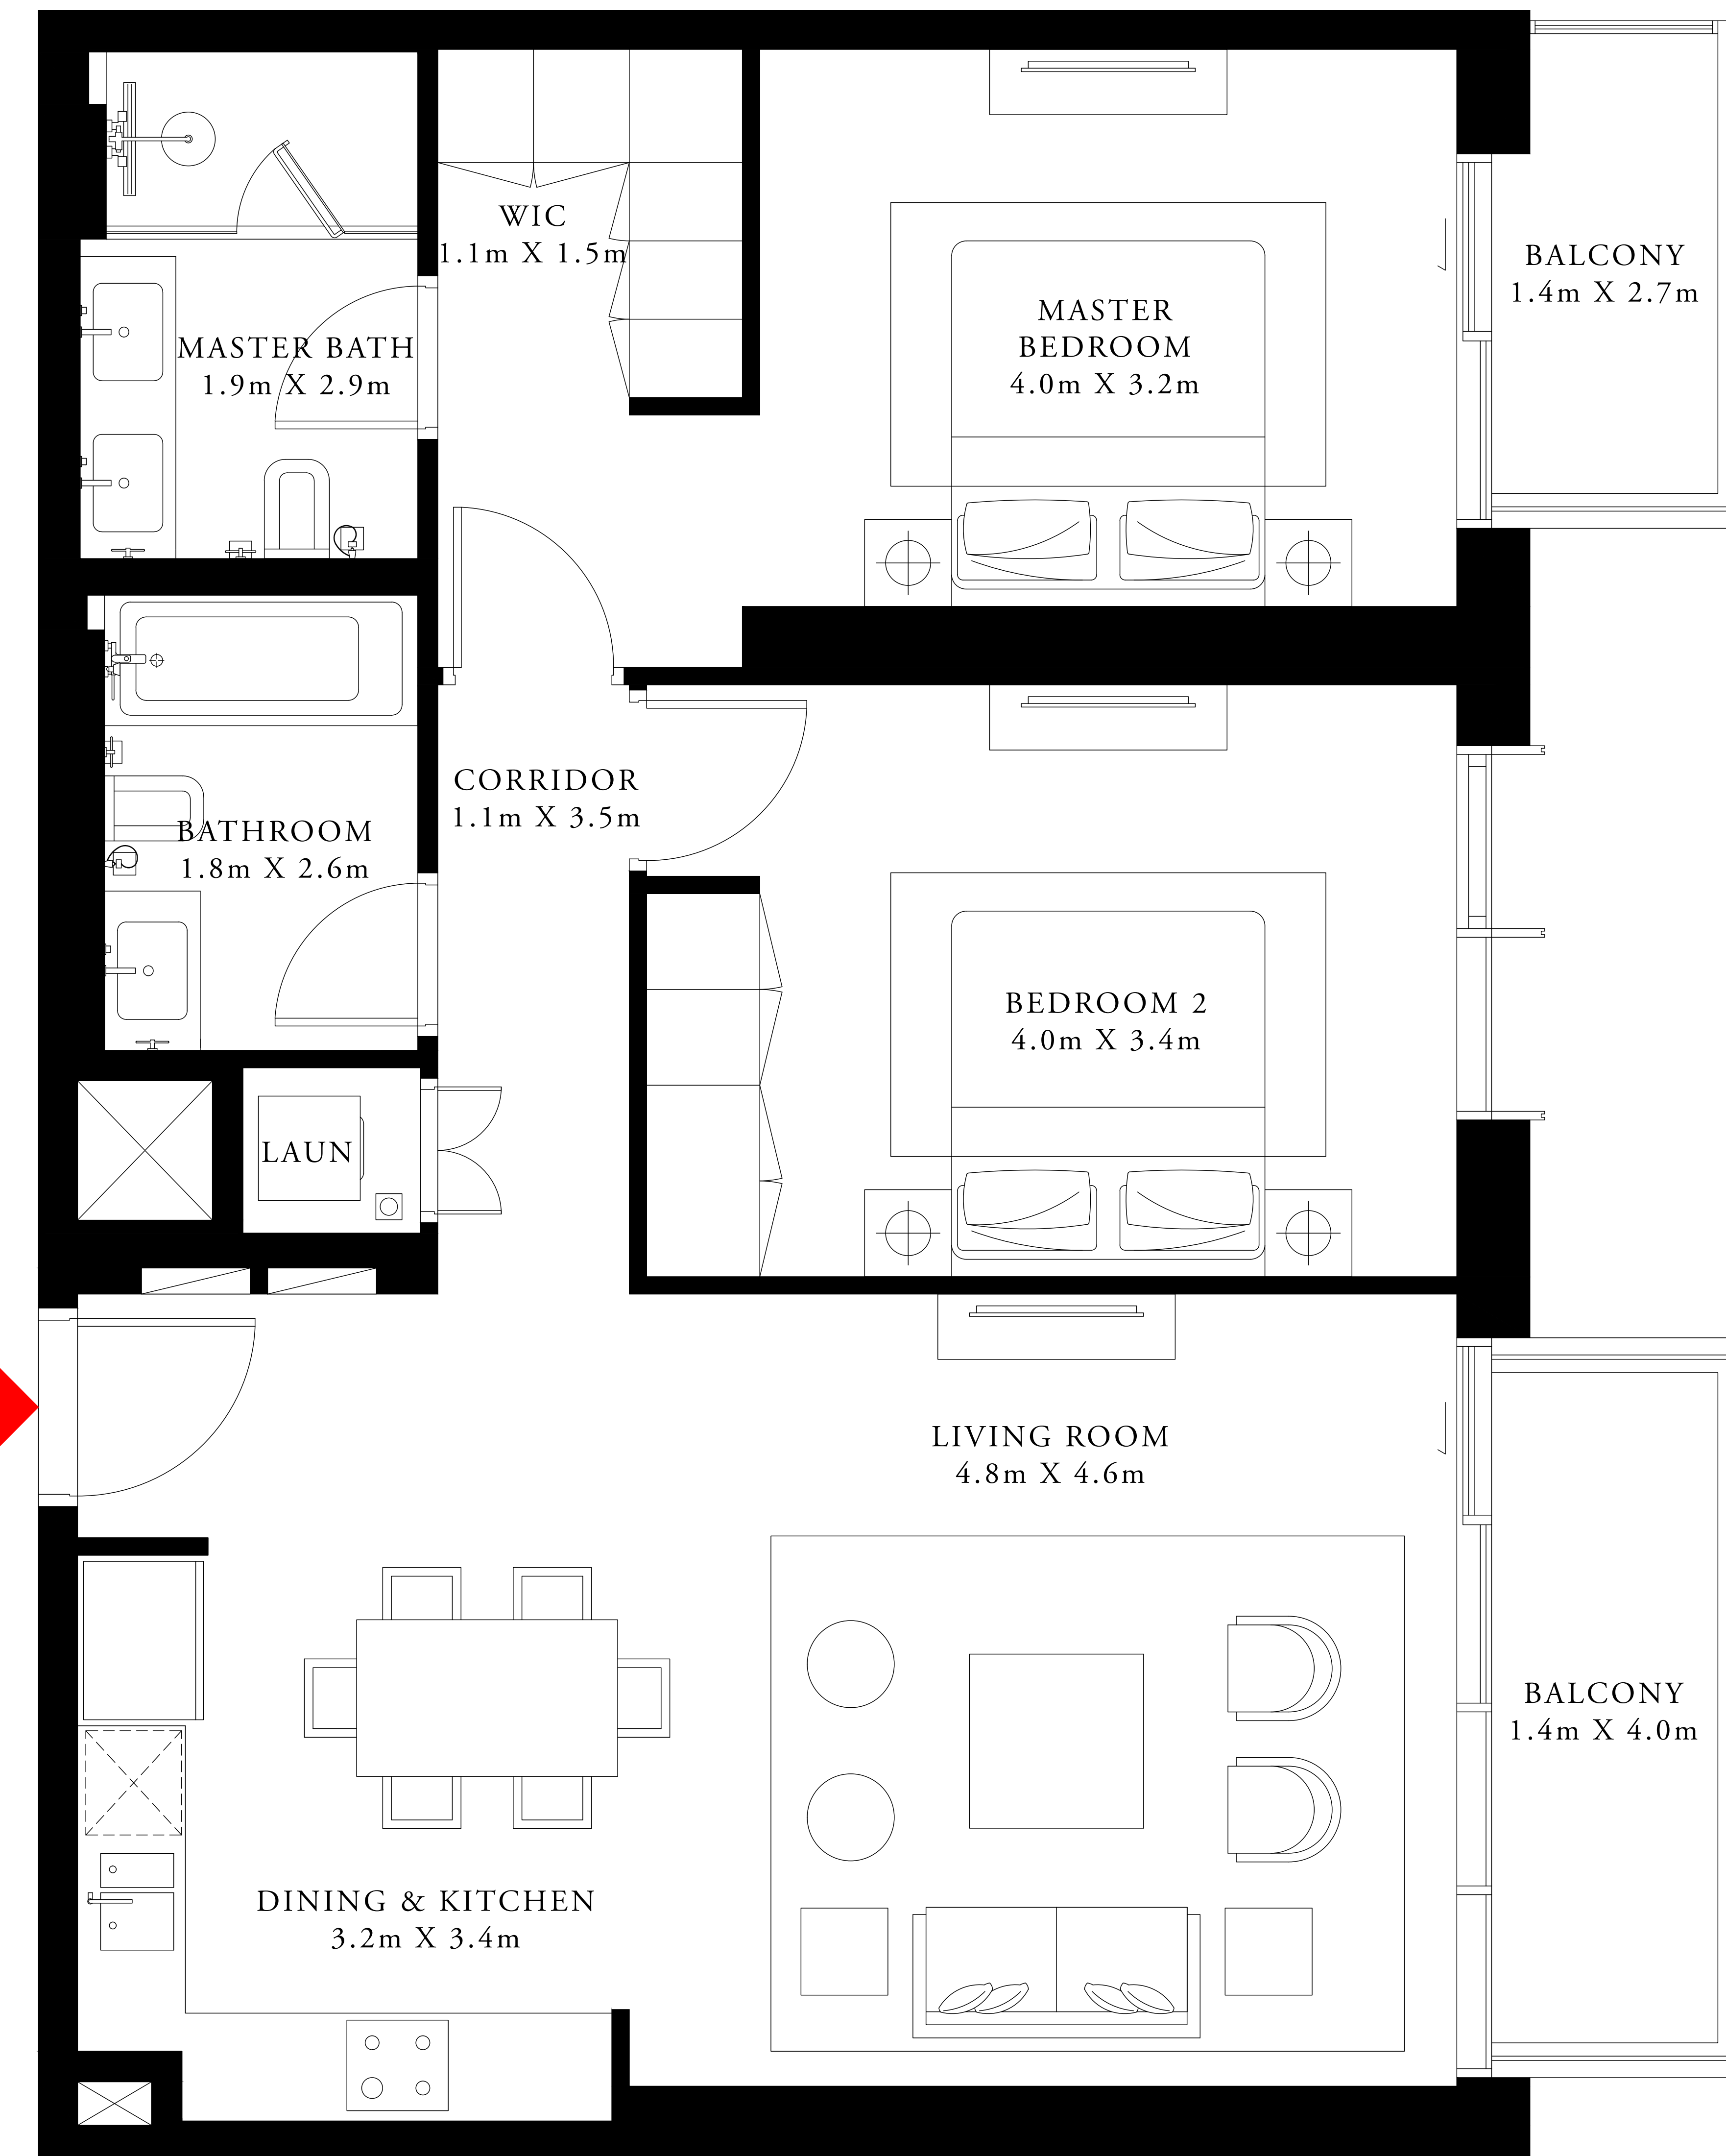 WIC
1.1m X 1.5m
BALCONY
1.4m X 2.7m
MASTER
BEDROOM
4.0m X 3.2m
MASTER BATH
1.9m X 2.9m
CORRIDOR
1.1m X 3.5m
BATHROOM
1.8m X 2.6m
BEDROOM 2
4.0m X 3.4m
LAUN
LIVING ROOM
4.8m X 4.6m
BALCONY
1.4m X 4.0m
DINING & KITCHEN
3.2m X 3.4m